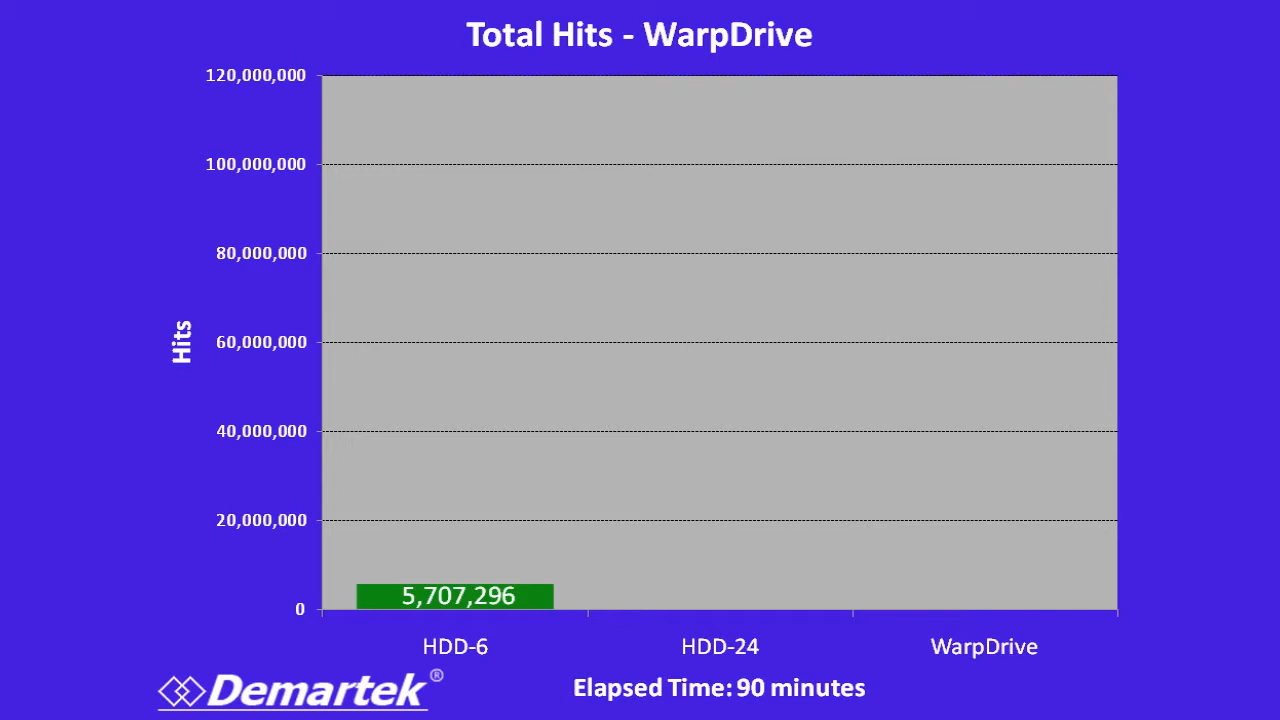 Total Hits - WarpDrive
120,000,000
100,000,000
80,000,000
60,000,000
40,000,000
20,000,000
0
Hits
5,707,296
HDD-6
HDD-24
WarpDrive
Demartek®
Elapsed Time: 90 minutes